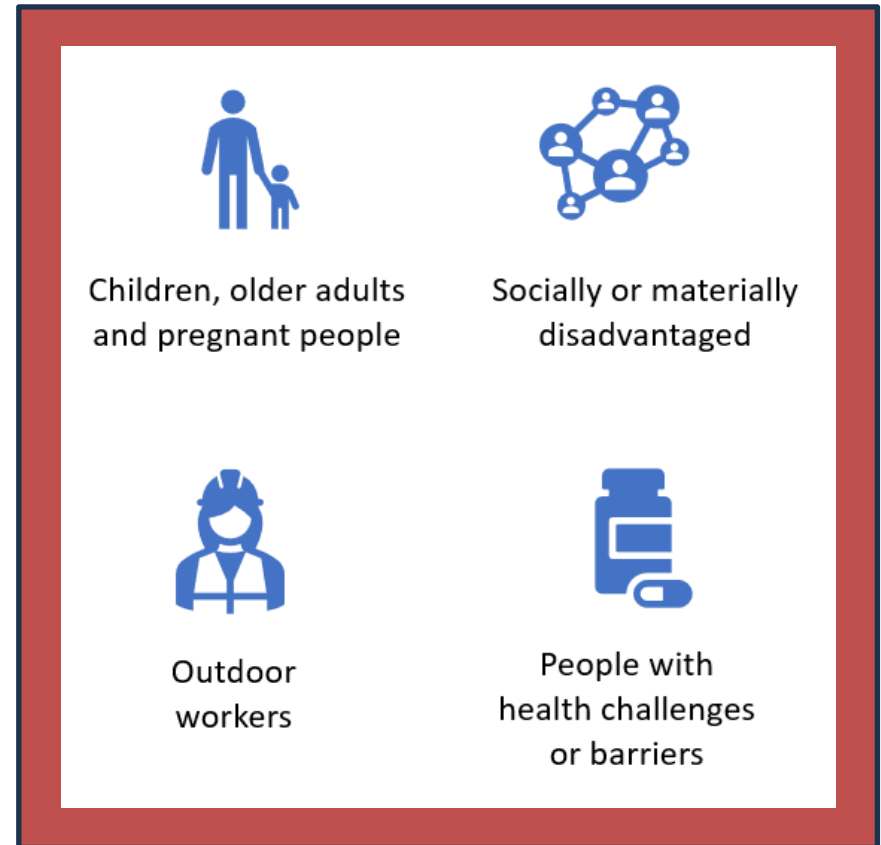 Children, older adults
and pregnant people
Socially or materially
disadvantaged
Outdoor
workers
People with
health challenges
or barriers